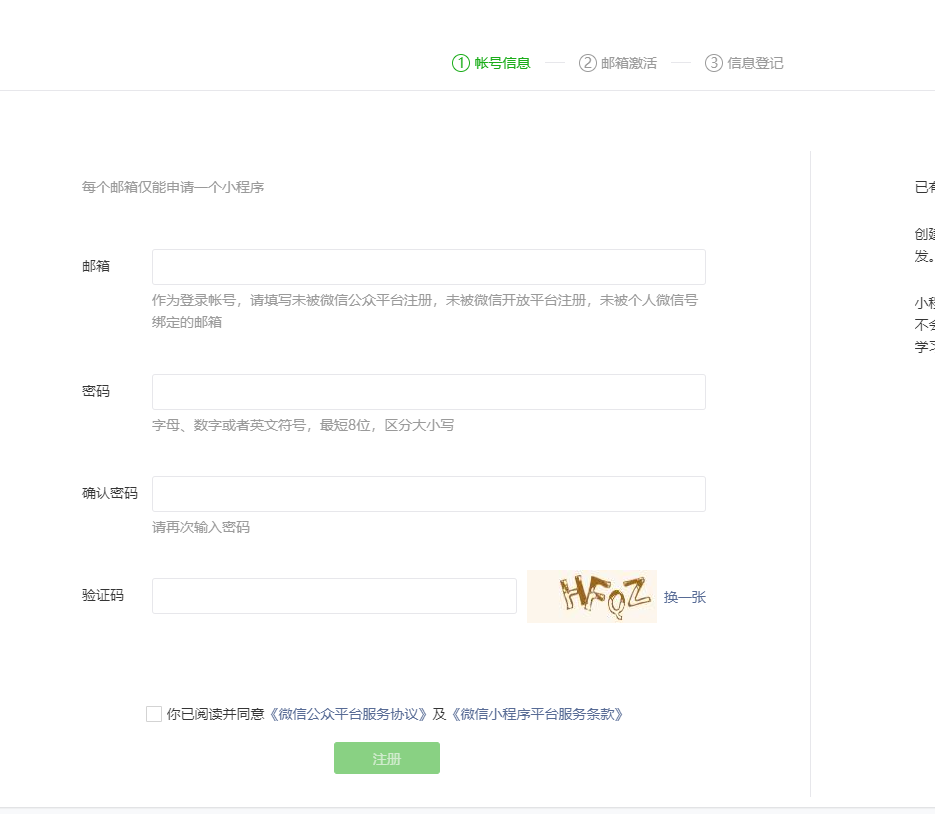 ① 帐号信息 — ② 邮箱激活 — ③ 信息登记
每个邮箱仅能申请一个小程序
邮箱
作为登录帐号，请填写未被微信公众平台注册，未被微信开放平台注册，未被个人微信号
绑定的邮箱
密码
字母、数字或者英文符号，最短8位，区分大小写
确认密码
请再次输入密码
验证码
HFQZ
换一张
你已阅读并同意《微信公众平台服务协议》及《微信小程序平台服务条款》
注册
已
创
发。
小
不
学